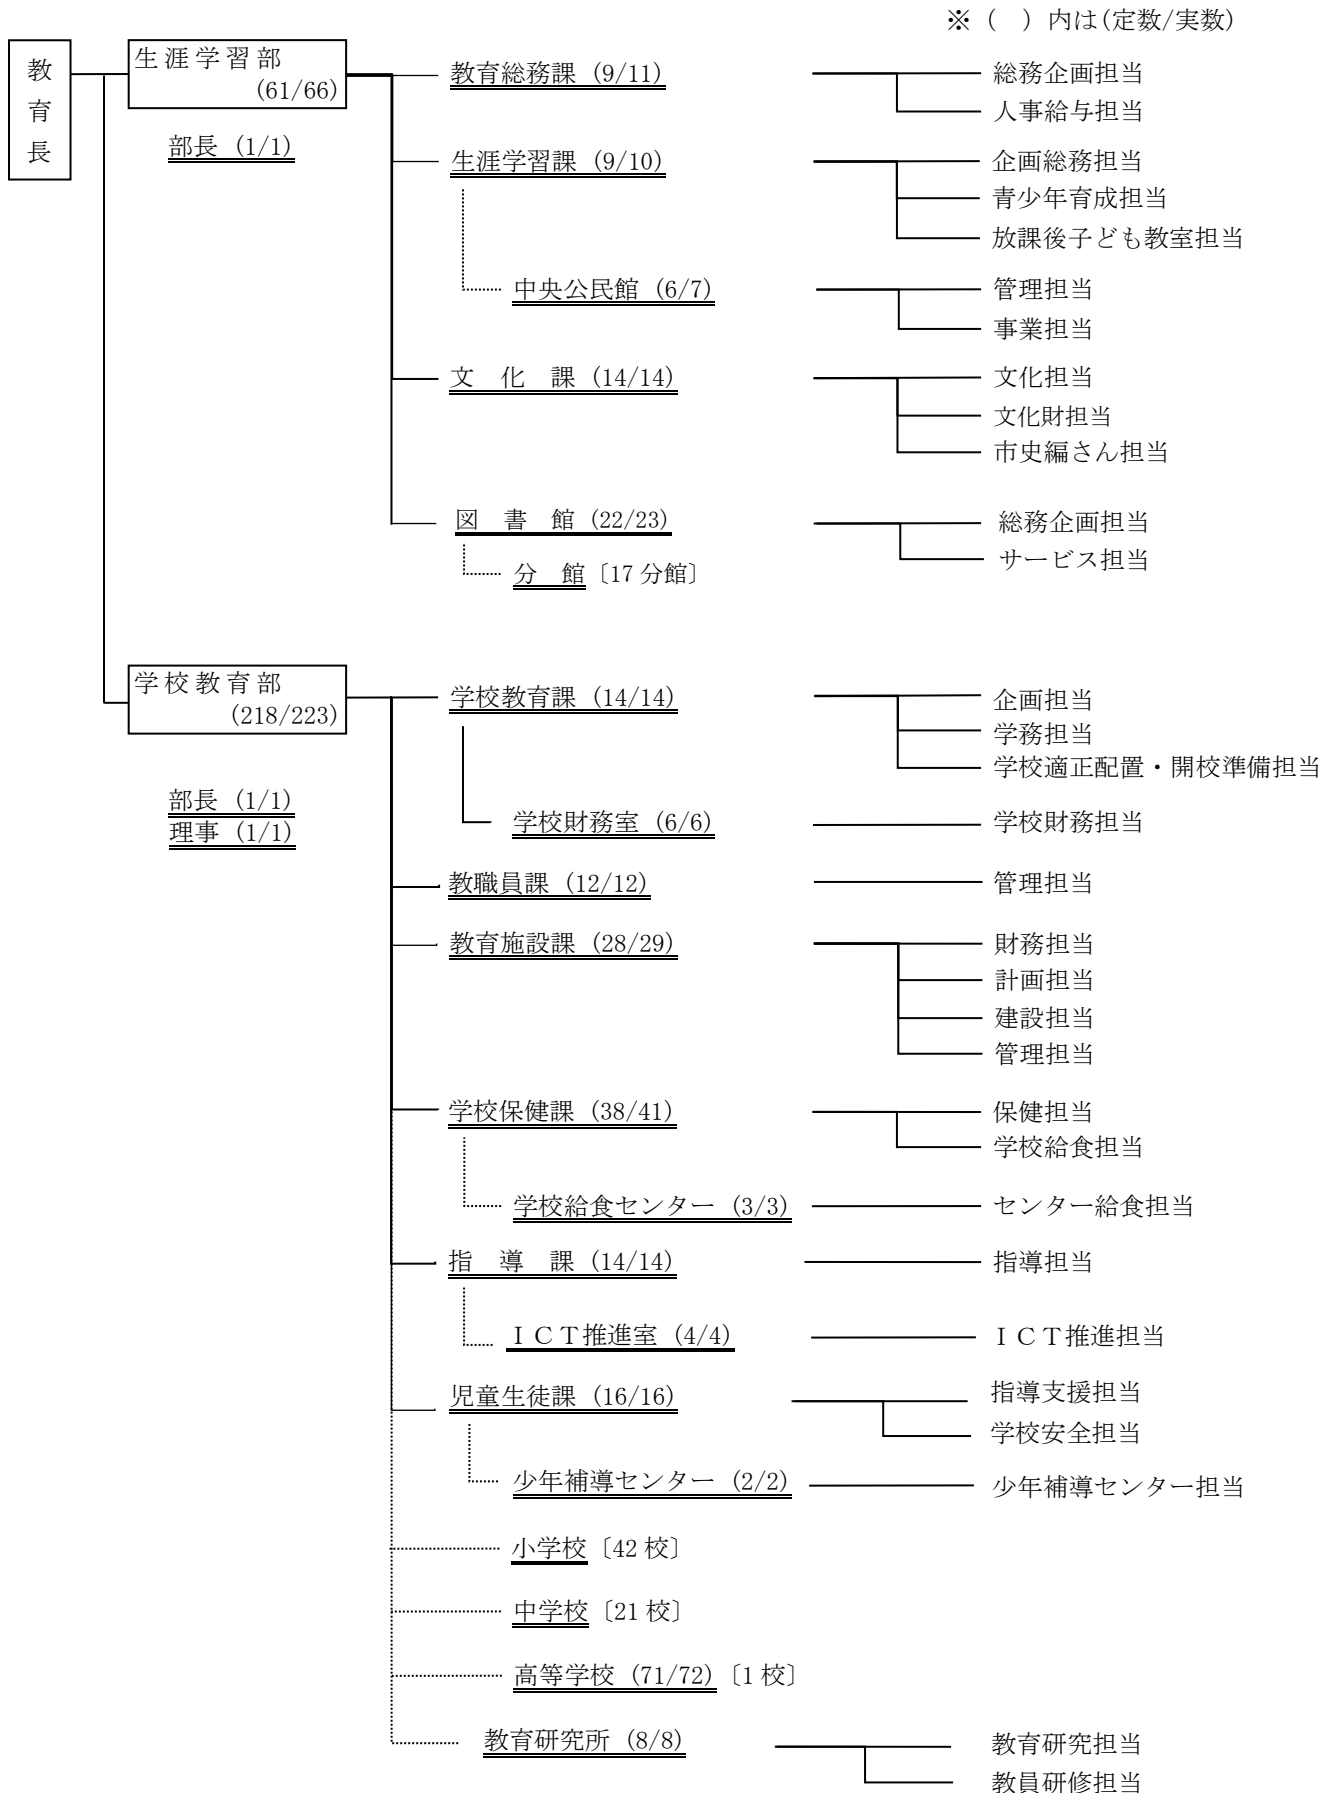 ※（　）内は(定数/実数)
教育長
生涯学習部
(61/66)
部長 (1/1)
教育総務課 (9/11)
総務企画担当
人事給与担当
生涯学習課 (9/10)
企画総務担当
青少年育成担当
放課後子ども教室担当
中央公民館 (6/7)
管理担当
事業担当
文　化　課 (14/14)
文化担当
文化財担当
市史編さん担当
図　書　館 (22/23)
総務企画担当
サービス担当
分　館〔17 分館〕
学校教育部
(218/223)
部長 (1/1)
理事 (1/1)
学校教育課 (14/14)
企画担当
学務担当
学校適正配置・開校準備担当
学校財務室 (6/6)
学校財務担当
教職員課 (12/12)
管理担当
教育施設課 (28/29)
財務担当
計画担当
建設担当
管理担当
学校保健課 (38/41)
保健担当
学校給食担当
学校給食センター (3/3)
センター給食担当
指　導　課 (14/14)
指導担当
ＩＣＴ推進室 (4/4)
ＩＣＴ推進担当
児童生徒課 (16/16)
指導支援担当
学校安全担当
少年補導センター (2/2)
少年補導センター担当
小学校〔42 校〕
中学校〔21 校〕
高等学校 (71/72)〔1 校〕
教育研究所 (8/8)
教育研究担当
教員研修担当